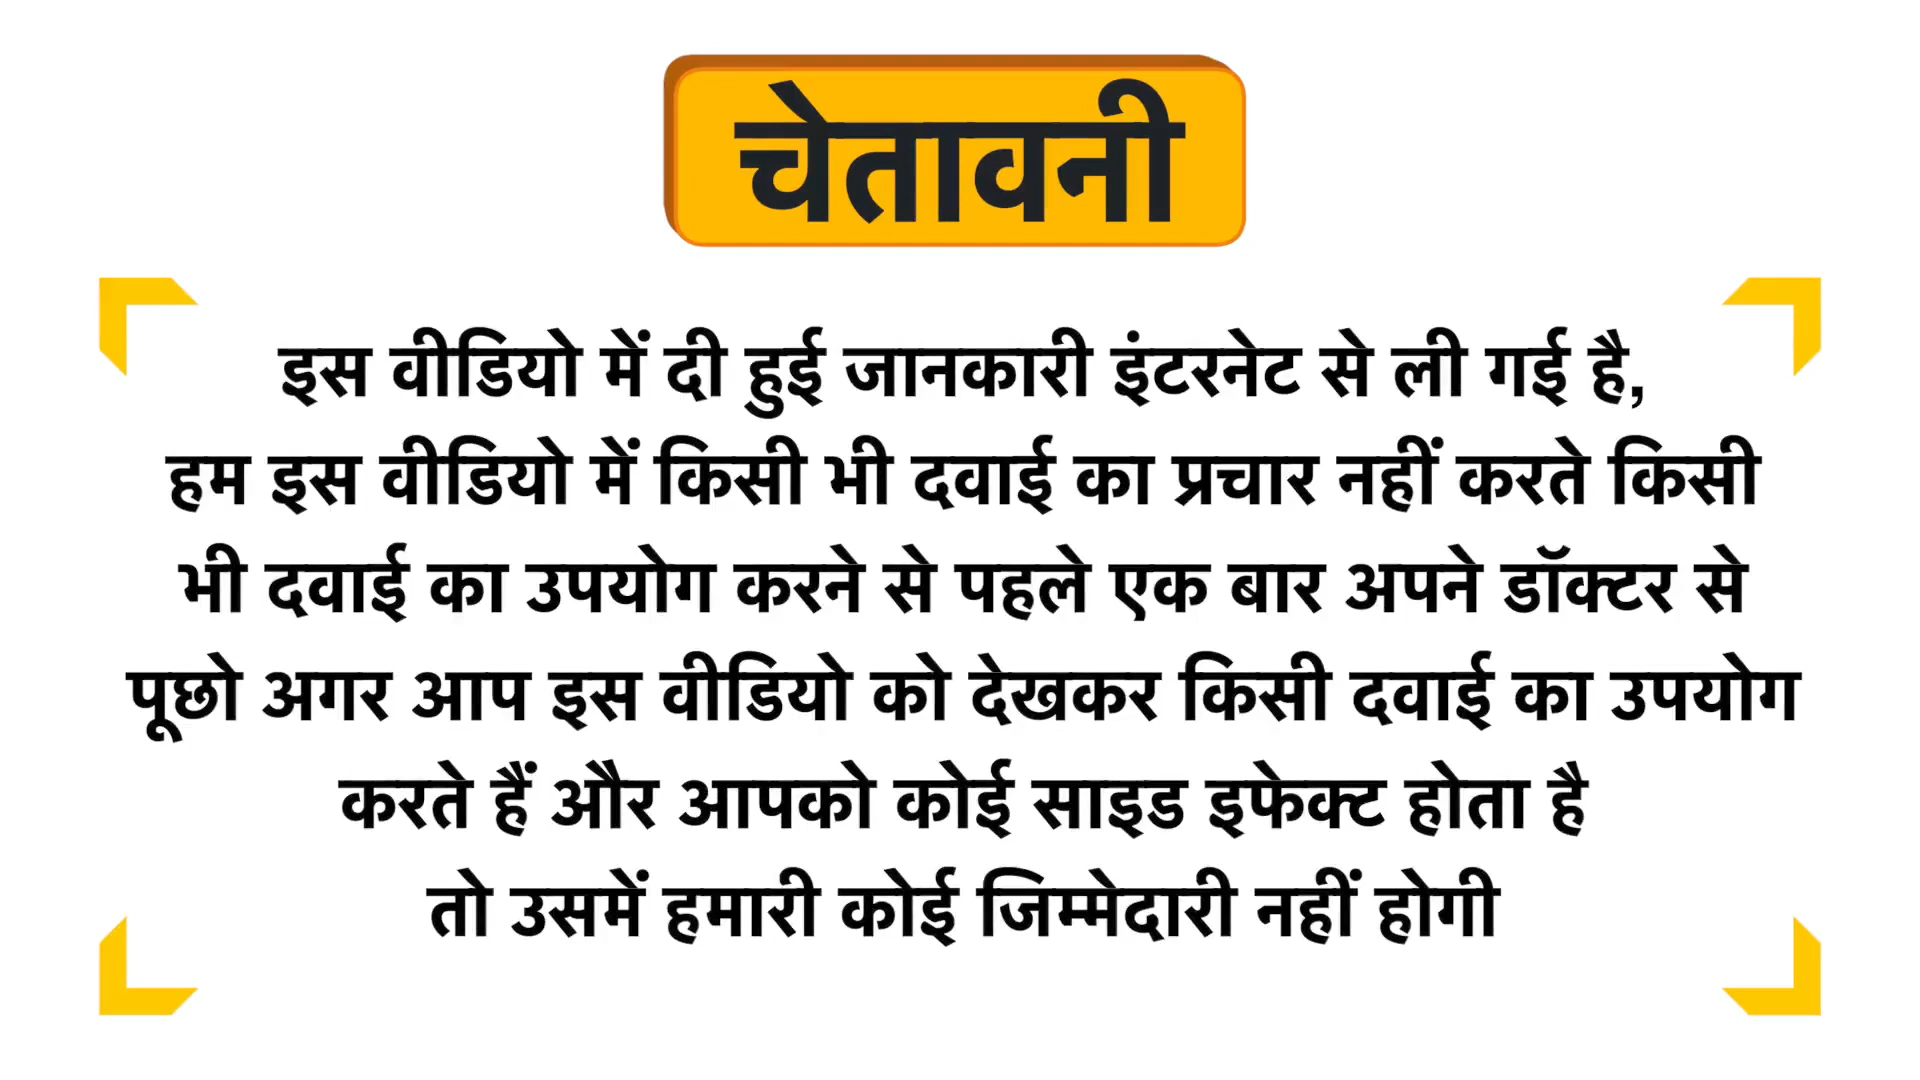 चेतावनी
इस वीडियो में दी हुई जानकारी इंटरनेट से ली गई है,
हम इस वीडियो में किसी भी दवाई का प्रचार नहीं करते किसी
भी दवाई का उपयोग करने से पहले एक बार अपने डॉक्टर से
पूछो अगर आप इस वीडियो को देखकर किसी दवाई का उपयोग
करते हैं और आपको कोई साइड इफेक्ट होता है
तो उसमें हमारी कोई जिम्मेदारी नहीं होगी